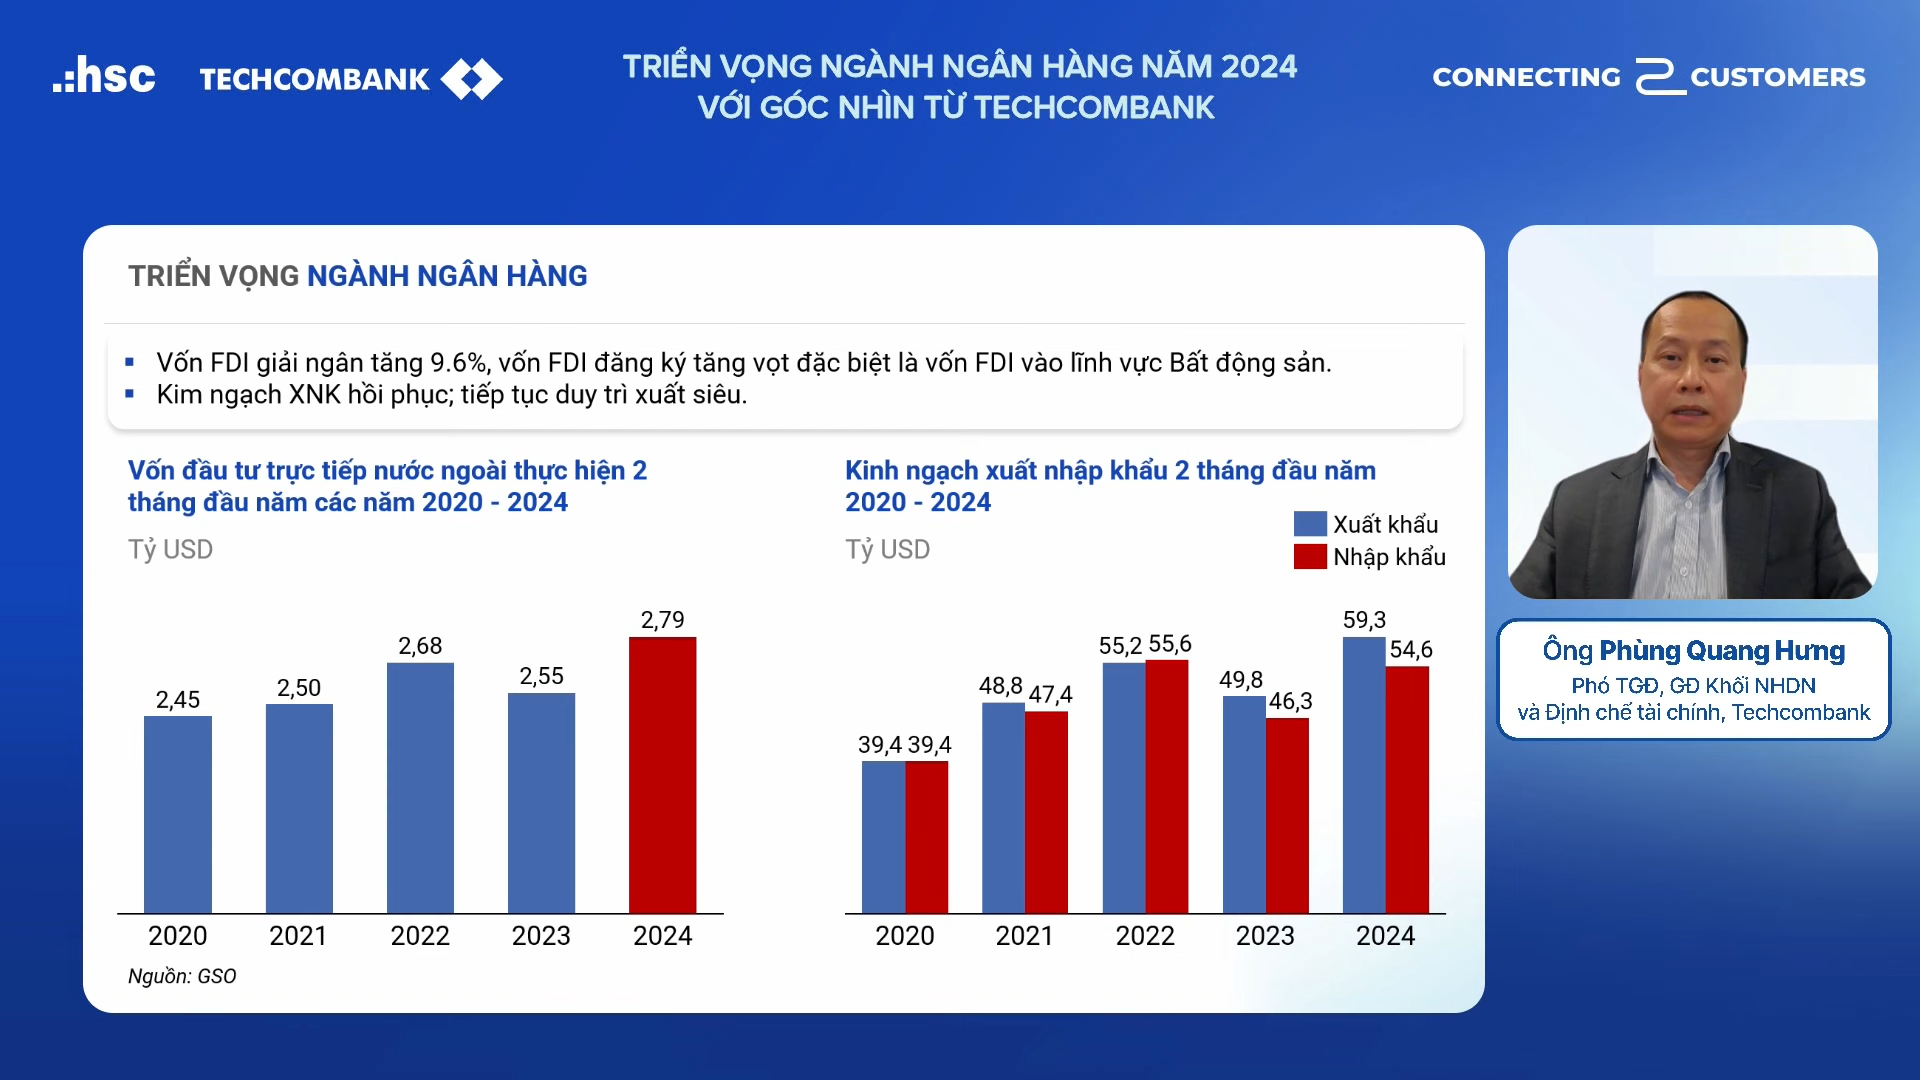 .:hsc
TECHCOMBANK
TRIỂN VỌNG NGÀNH NGÂN HÀNG NĂM 2024
VỚI GÓC NHÌN TỪ TECHCOMBANK
CONNECTING 2 CUSTOMERS
TRIỂN VỌNG NGÀNH NGÂN HÀNG
▪ Vốn FDI giải ngân tăng 9.6%, vốn FDI đăng ký tăng vọt đặc biệt là vốn FDI vào lĩnh vực Bất động sản.
▪ Kim ngạch XNK hồi phục; tiếp tục duy trì xuất siêu.
Vốn đầu tư trực tiếp nước ngoài thực hiện 2
tháng đầu năm các năm 2020 - 2024
Tỷ USD
2,45
2,50
2,68
2,55
2,79
2020
2021
2022
2023
2024
Nguồn: GSO
Kinh ngạch xuất nhập khẩu 2 tháng đầu năm
2020 - 2024
Tỷ USD
Xuất khẩu
Nhập khẩu
39,4 39,4
48,8 47,4
55,2 55,6
49,8 46,3
59,3 54,6
2020
2021
2022
2023
2024
Ông Phùng Quang Hưng
Phó TGĐ, GĐ Khối NHDN
và Định chế tài chính, Techcombank